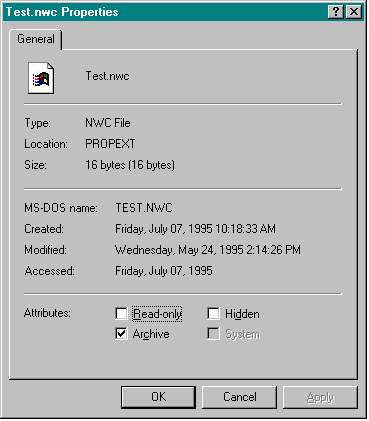 Test.nwc Properties
General
Test.nwc
Type: NWC File
Location: PROPEXT
Size: 16 bytes (16 bytes)
MS-DOS name: TEST.NWC
Created: Friday, July 07, 1995 10:18:33 AM
Modified: Wednesday, May 24, 1995 2:14:26 PM
Accessed: Friday, July 07, 1995
Attributes: Read-only Hidden
Archive System
OK Cancel Apply